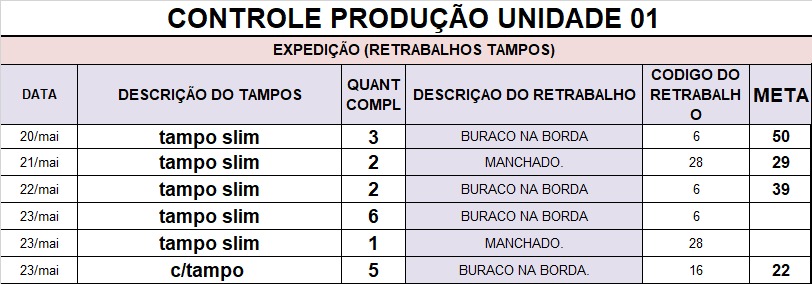 CONTROLE PRODUÇÃO UNIDADE 01
EXPEDIÇÃO (RETRABALHOS TAMPOS)
DATA DESCRIÇÃO DO TAMPOS QUANT COMPL DESCRIÇAO DO RETRABALHO CODIGO DO RETRABALHO META
20/mai tampo slim 3 BURACO NA BORDA 6 50
21/mai tampo slim 2 MANCHADO. 28 29
22/mai tampo slim 2 BURACO NA BORDA 6 39
23/mai tampo slim 6 BURACO NA BORDA 6
23/mai tampo slim 1 MANCHADO. 28
23/mai c/tampo 5 BURACO NA BORDA. 16 22